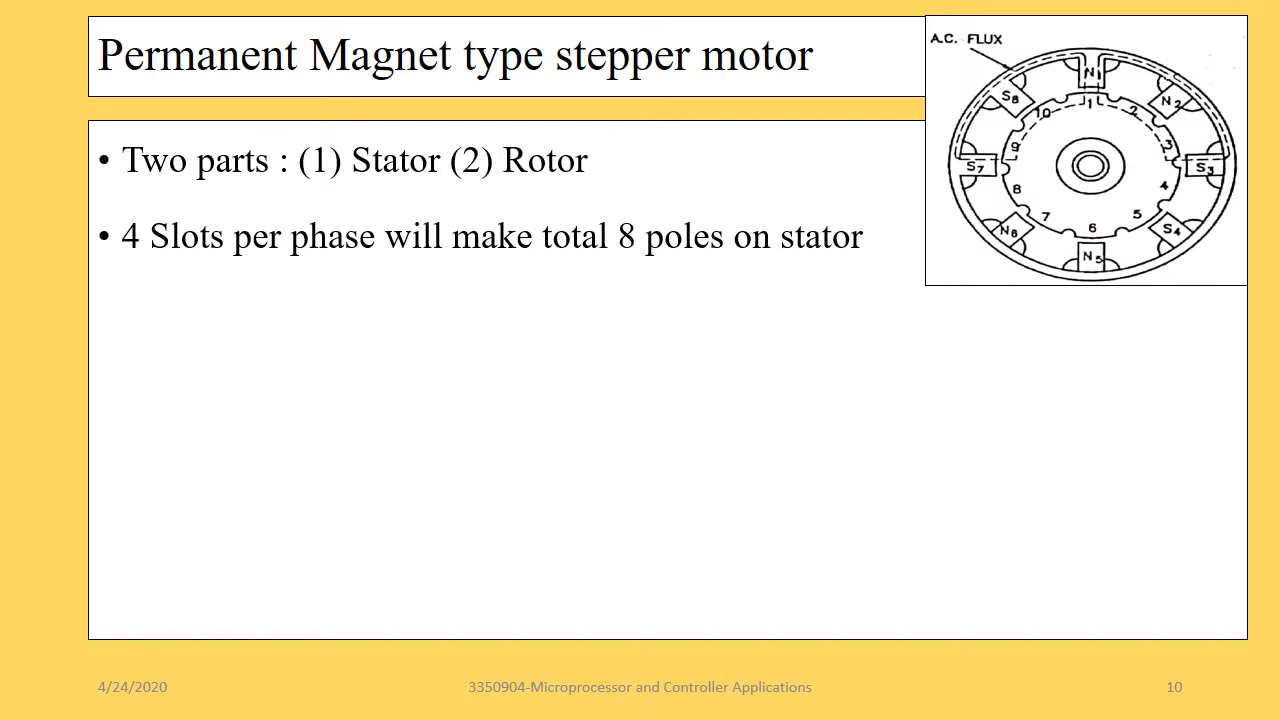 Permanent Magnet type stepper motor
A.C. FLUX
N1
S8
N2
10
1
2
9
3
S7
S3
8
4
7
5
6
N6
S4
N5
• Two parts : (1) Stator (2) Rotor
• 4 Slots per phase will make total 8 poles on stator
4/24/2020
3350904-Microprocessor and Controller Applications
10